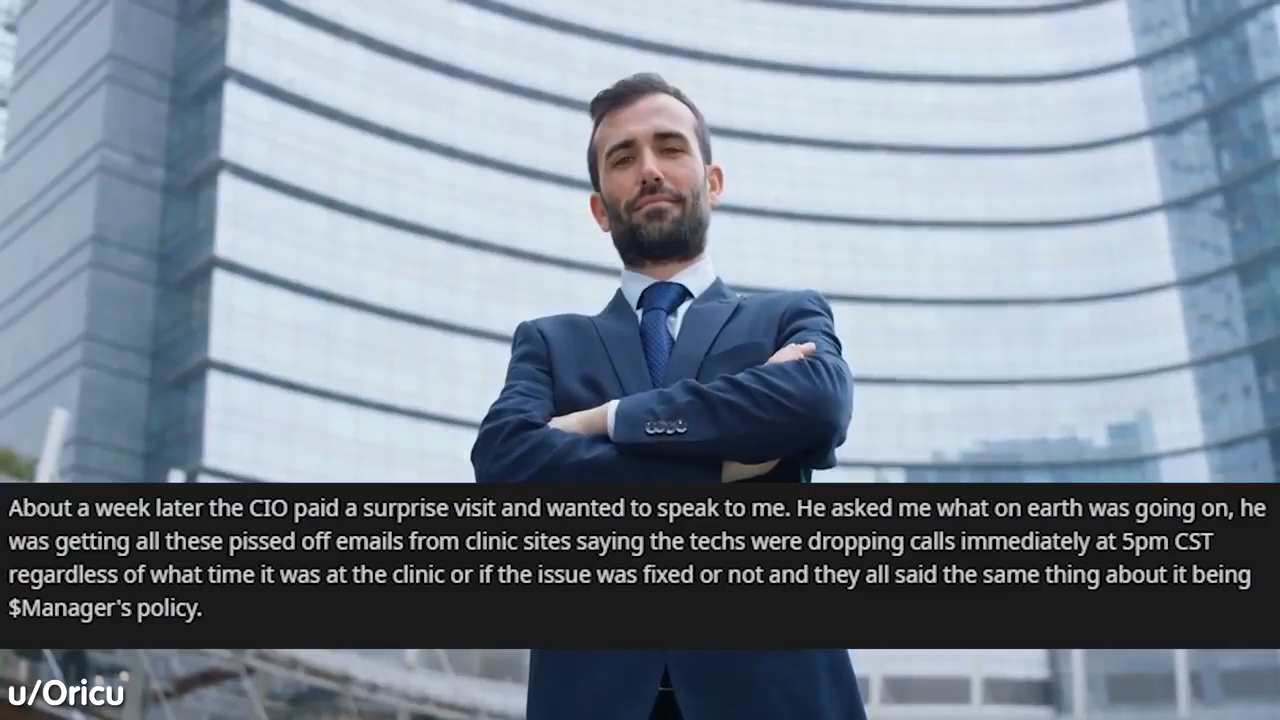 About a week later the CIO paid a surprise visit and wanted to speak to me. He asked me what on earth was going on, he
was getting all these pissed off emails from clinic sites saying the techs were dropping calls immediately at 5pm CST
regardless of what time it was at the clinic or if the issue was fixed or not and they all said the same thing about it being
$Manager's policy.
u/Oricu